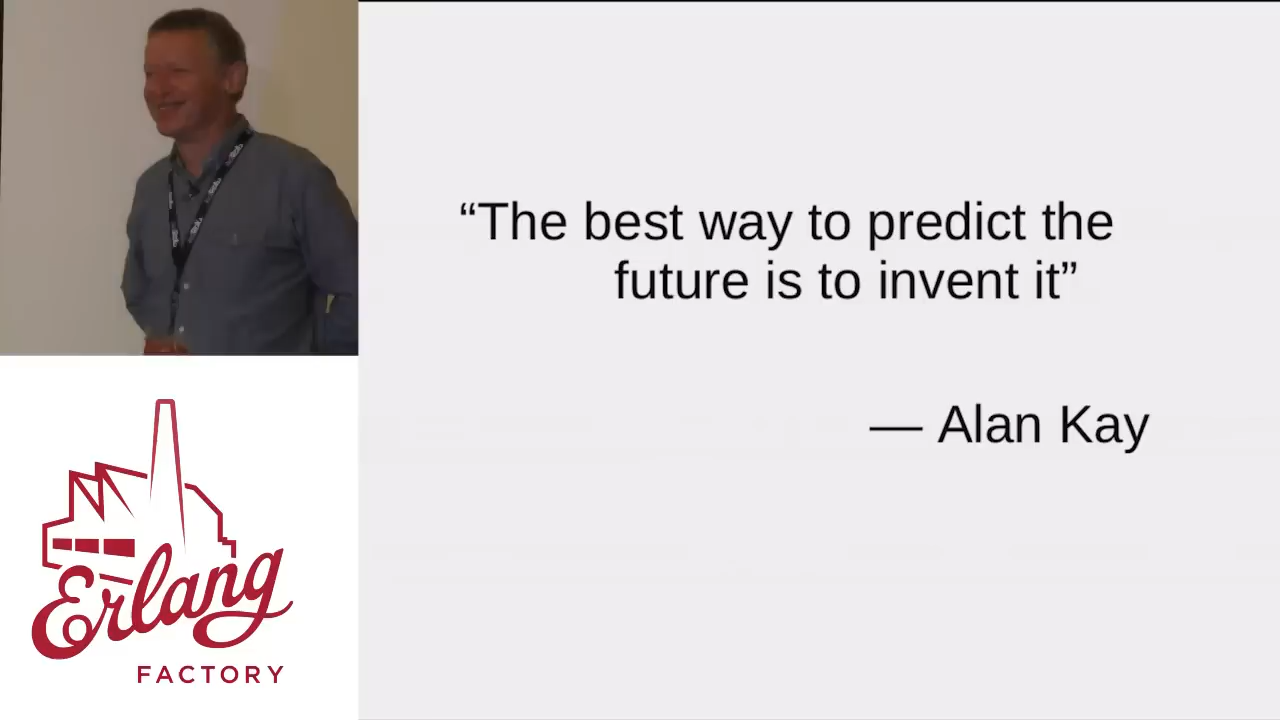 “The best way to predict the
future is to invent it”
— Alan Kay
Erlang
FACTORY